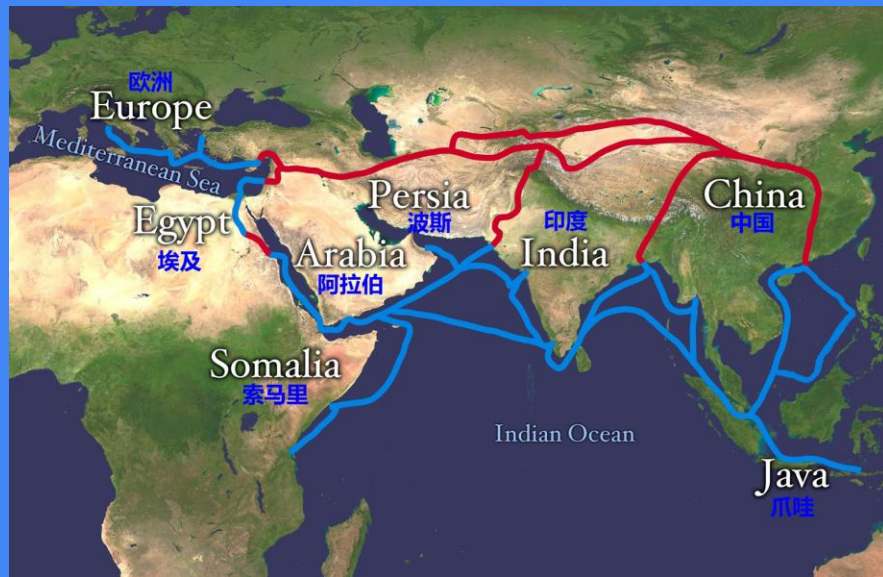 欧洲
Europe
Mediterranean Sea
Egypt
埃及
Arabia
阿拉伯
Persia
波斯
印度
India
China
中国
Somalia
索马里
Indian Ocean
Java
爪哇